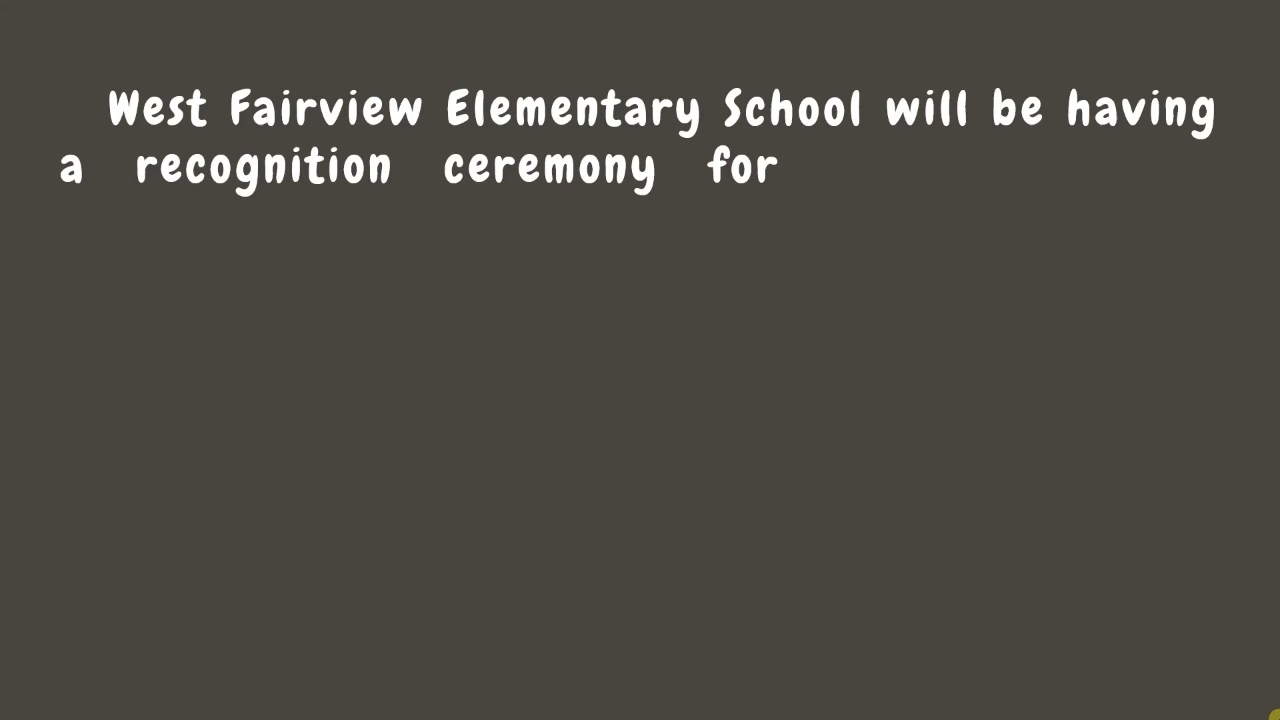 West Fairview Elementary School will be having
a recognition ceremony for